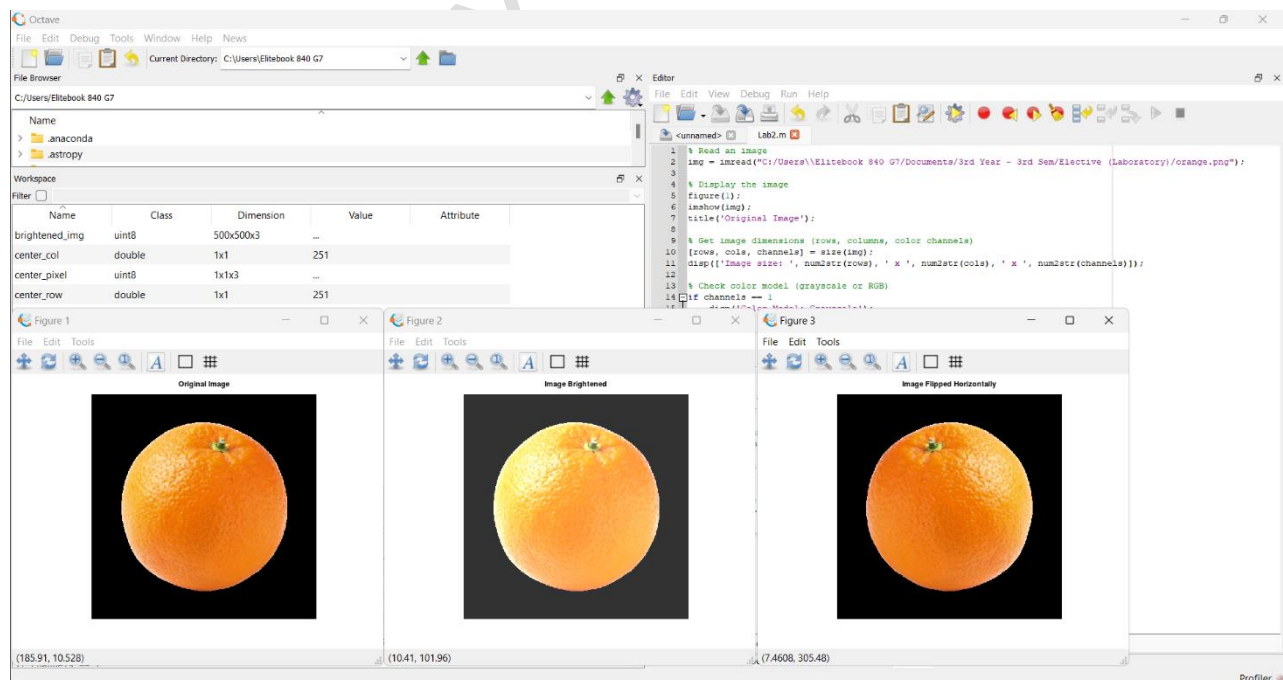 Octave
File Edit Debug Tools Window Help News
Current Directory: C:\Users\Elitebook 840 G7
File Browser
C:/Users/Elitebook 840 G7
Name
.anaconda
.astropy
Workspace
Filter
Name Class Dimension Value Attribute
brightened_img uint8 500x500x3 ...
center_col double 1x1 251
center_pixel uint8 1x1x3 ...
center_row double 1x1 251
Editor
File Edit View Debug Run Help
<unnamed> Lab2.m
1 % Read an image
2 img = imread("C:/Users\\Elitebook 840 G7/Documents/3rd Year - 3rd Sem/Elective (Laboratory)/orange.png");
3
4 % Display the image
5 figure(1);
6 imshow(img);
7 title('Original Image');
8
9 % Get image dimensions (rows, columns, color channels)
10 [rows, cols, channels] = size(img);
11 disp(['Image size: ', num2str(rows), ' x ', num2str(cols), ' x ', num2str(channels)]);
12
13 % Check color model (grayscale or RGB)
14 if channels == 1
Figure 1
File Edit Tools
Original Image
(185.91, 10.528)
Figure 2
File Edit Tools
Image Brightened
(10.41, 101.96)
Figure 3
File Edit Tools
Image Flipped Horizontally
(7.4608, 305.48)
Profiler